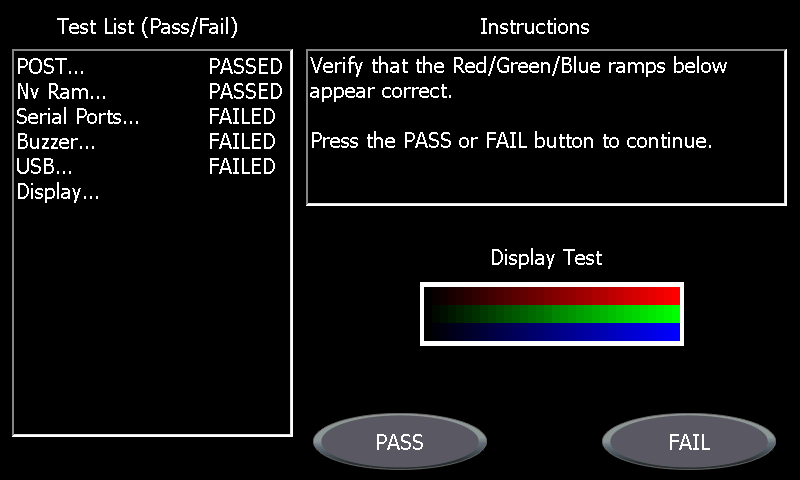 Test List (Pass/Fail)
POST... PASSED
Nv Ram... PASSED
Serial Ports... FAILED
Buzzer... FAILED
USB... FAILED
Display...
Instructions
Verify that the Red/Green/Blue ramps below
appear correct.
Press the PASS or FAIL button to continue.
Display Test
PASS
FAIL